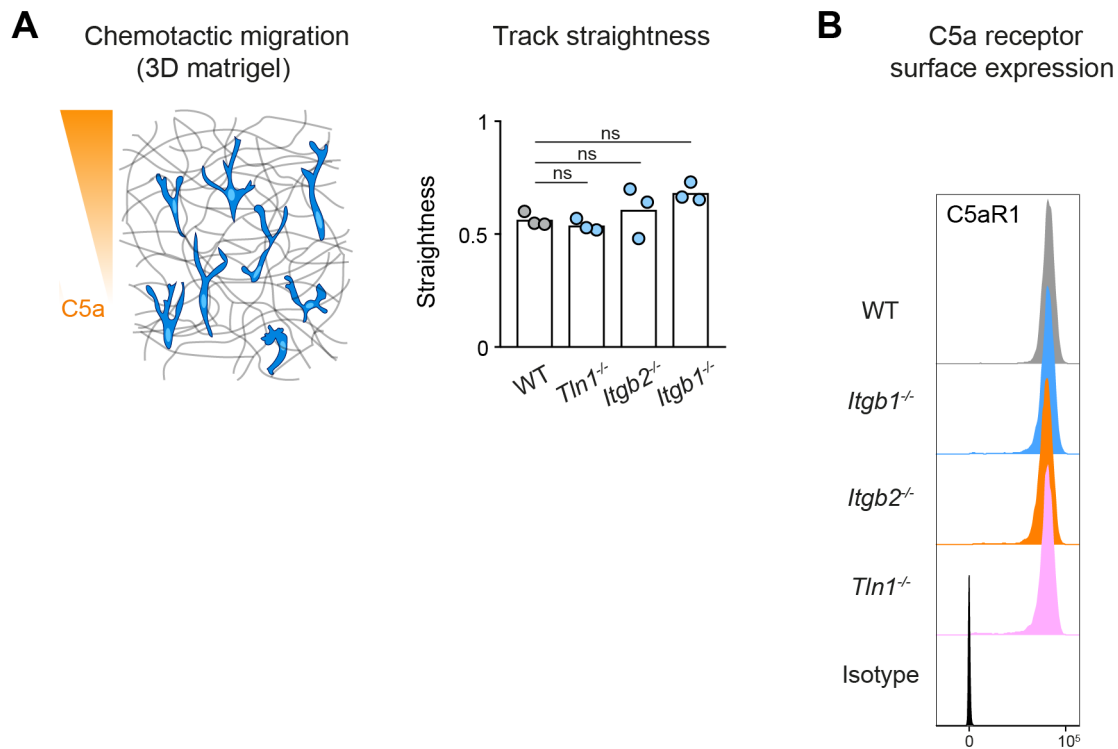 A
Chemotactic migration
(3D matrigel)
C5a
Track straightness
Straightness
1
0.5
0
ns
ns
ns
WT
Tln1-/-
Itgb2-/-
Itgb1-/-
B
C5a receptor
surface expression
C5aR1
WT
Itgb1-/-
Itgb2-/-
Tln1-/-
Isotype
0
10⁵